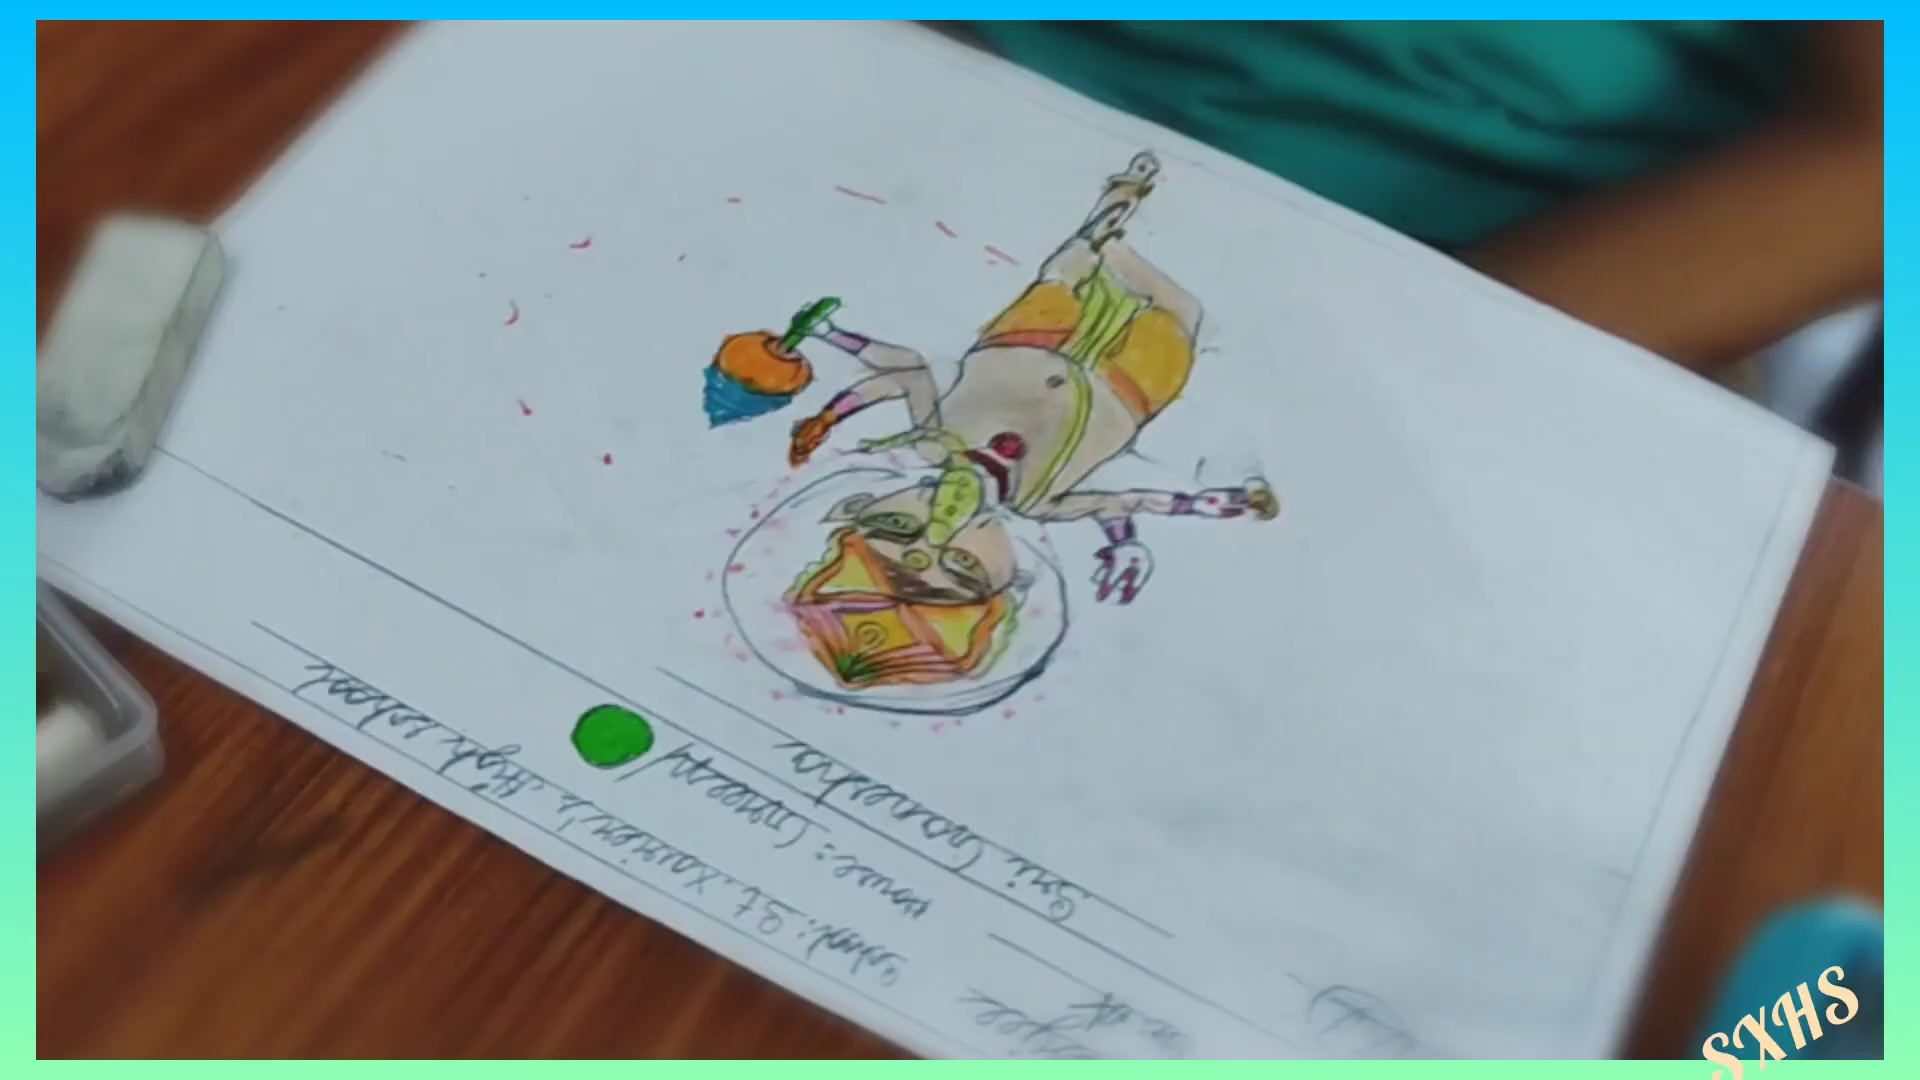 Sri Ganesha
House: Green /
School: St. Xavier's High school
SXHS